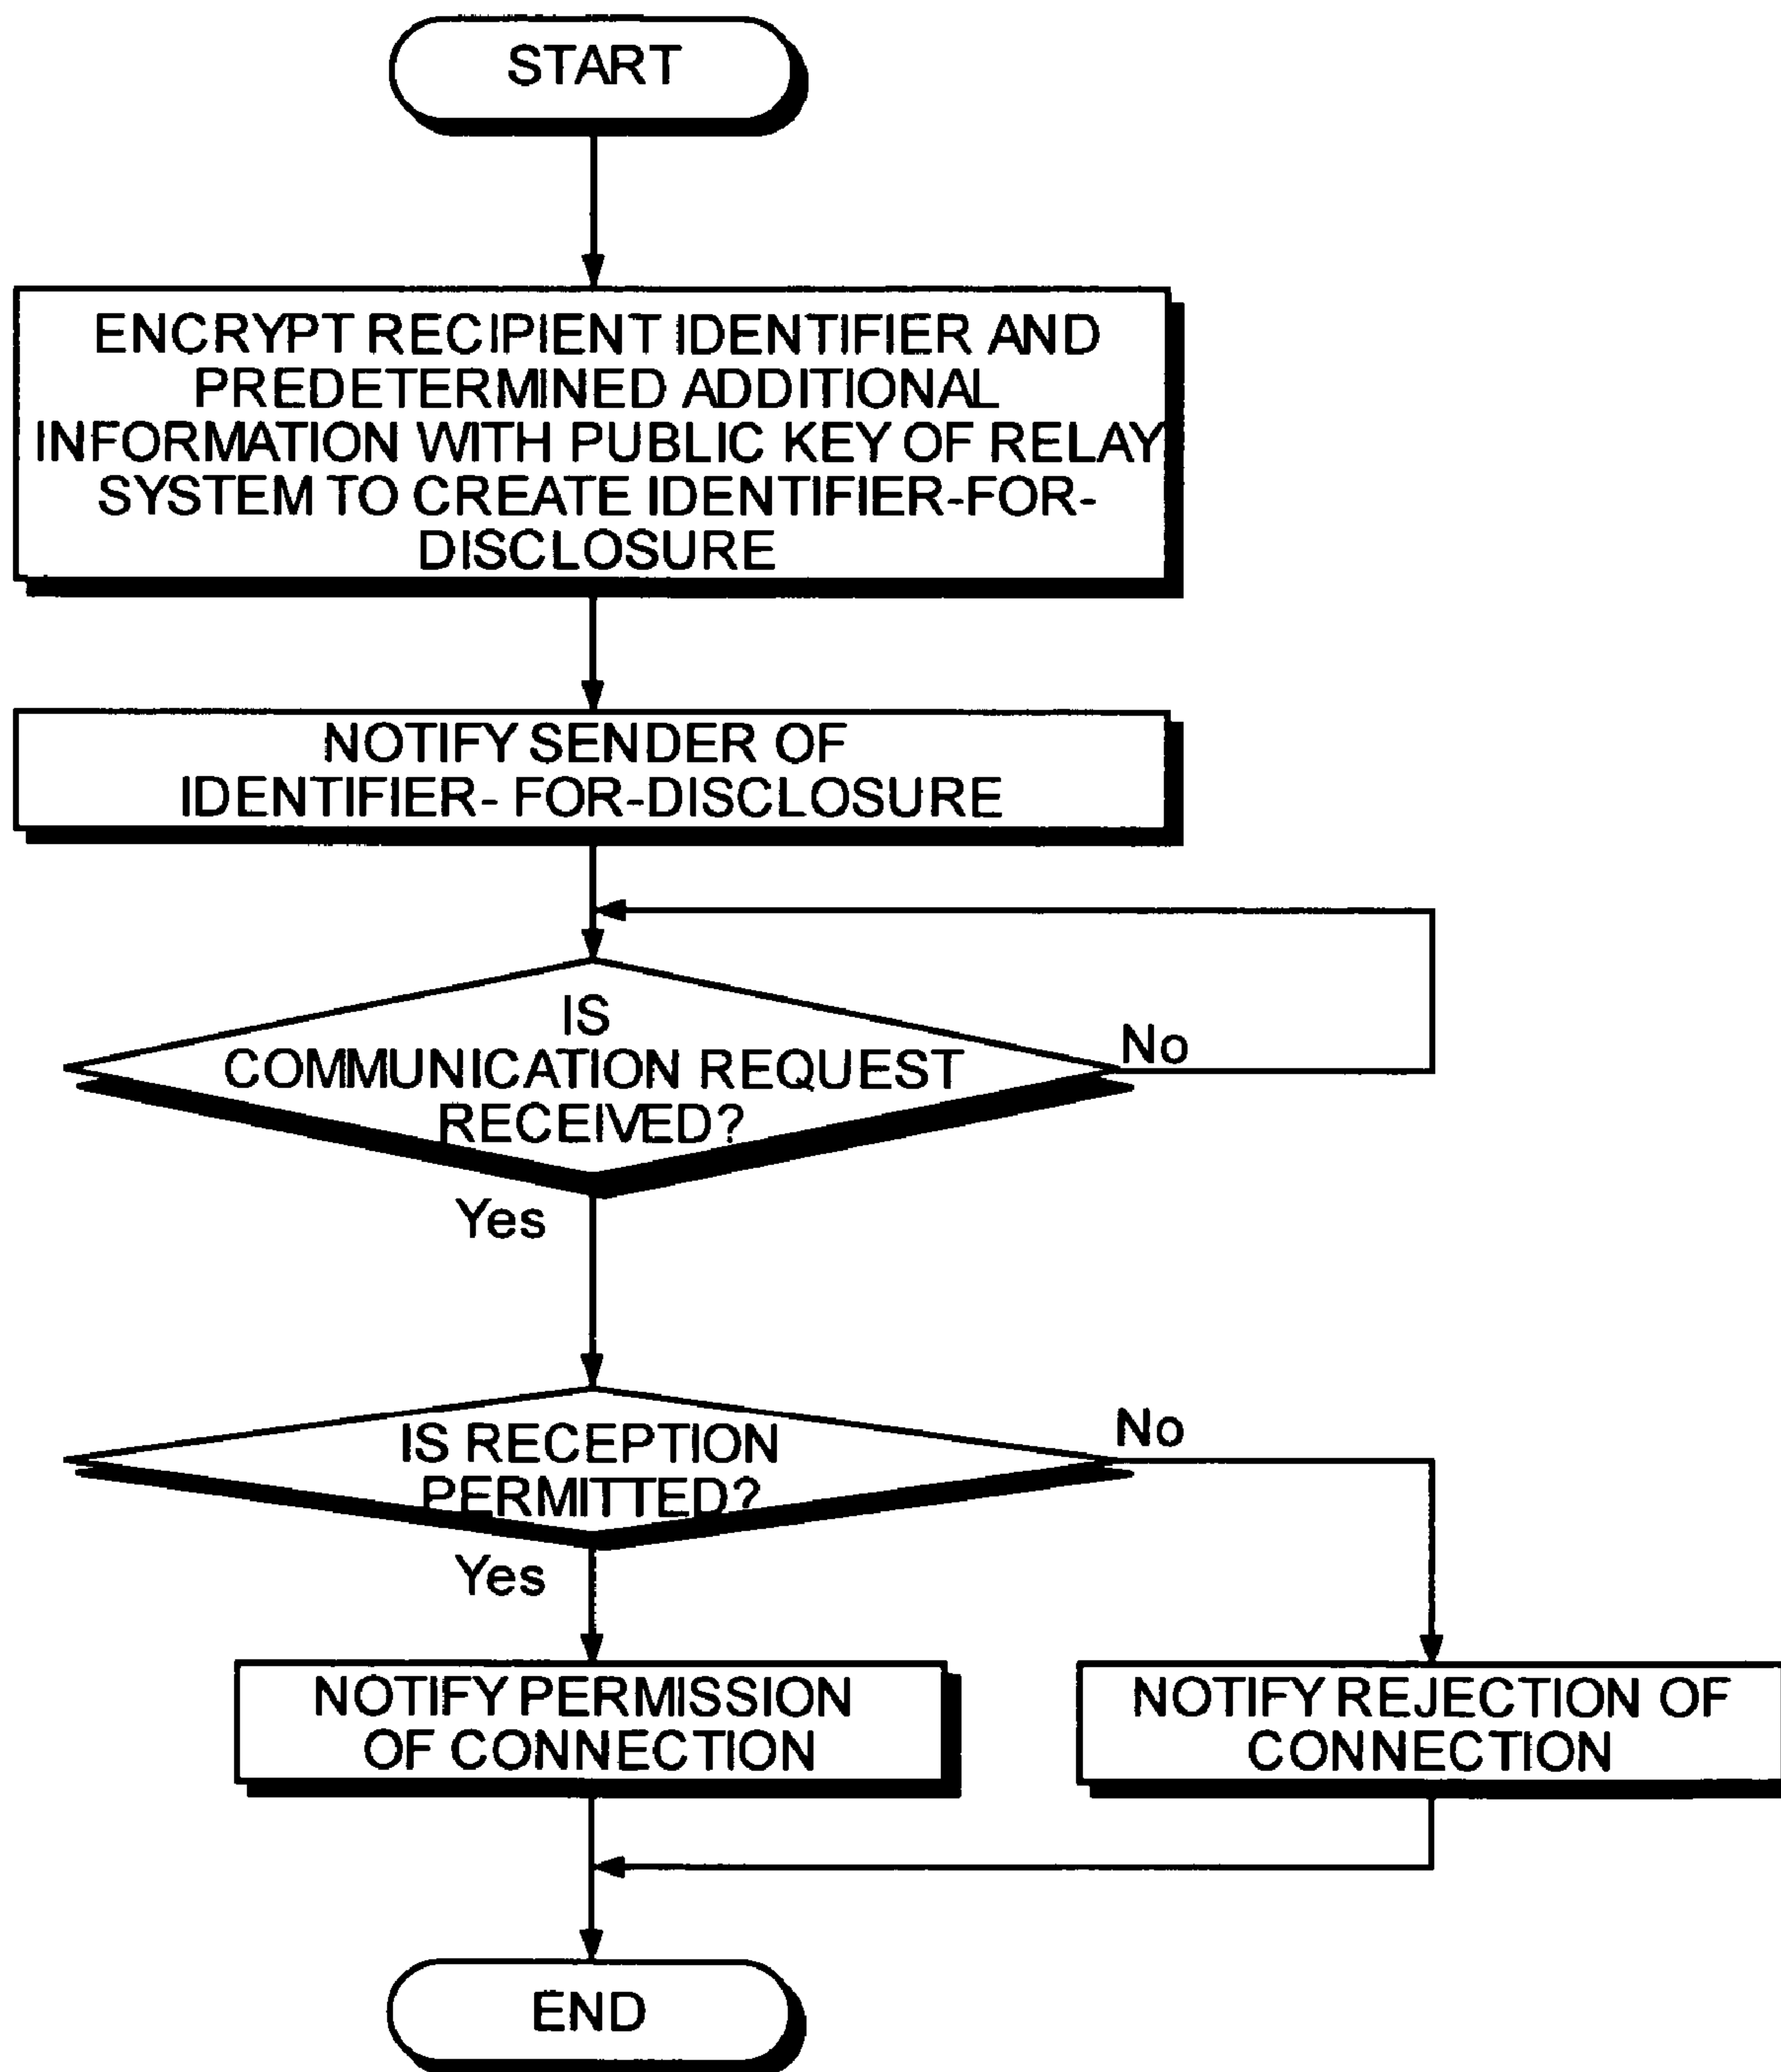 START
ENCRYPT RECIPIENT IDENTIFIER AND
PREDETERMINED ADDITIONAL
INFORMATION WITH PUBLIC KEY OF RELAY
SYSTEM TO CREATE IDENTIFIER-FOR-
DISCLOSURE
NOTIFY SENDER OF
IDENTIFIER- FOR-DISCLOSURE
IS
COMMUNICATION REQUEST
RECEIVED?
No
Yes
IS RECEPTION
PERMITTED?
No
Yes
NOTIFY PERMISSION
OF CONNECTION
NOTIFY REJECTION OF
CONNECTION
END